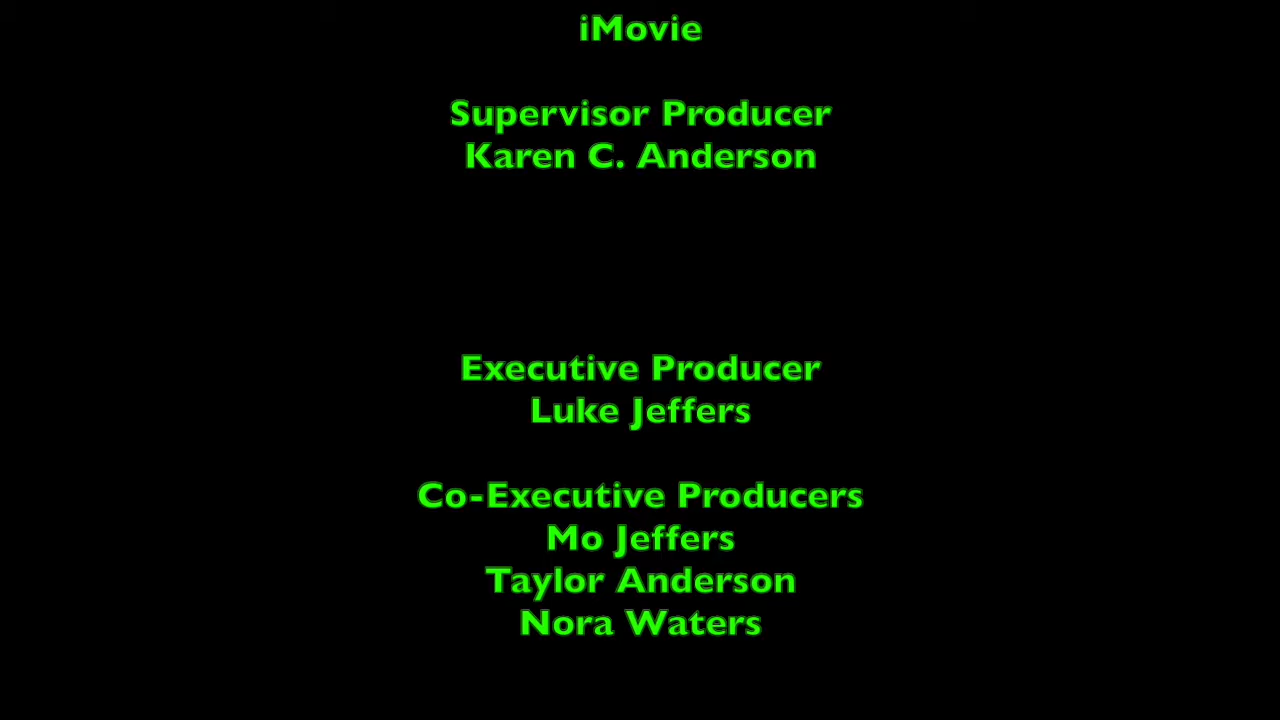 iMovie
Supervisor Producer
Karen C. Anderson
Executive Producer
Luke Jeffers
Co-Executive Producers
Mo Jeffers
Taylor Anderson
Nora Waters